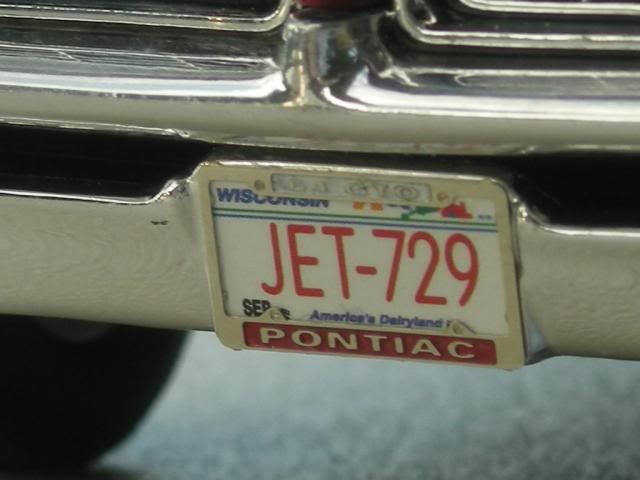 WISCONSIN
JET-729
SEP
America's Dairyland
PONTIAC